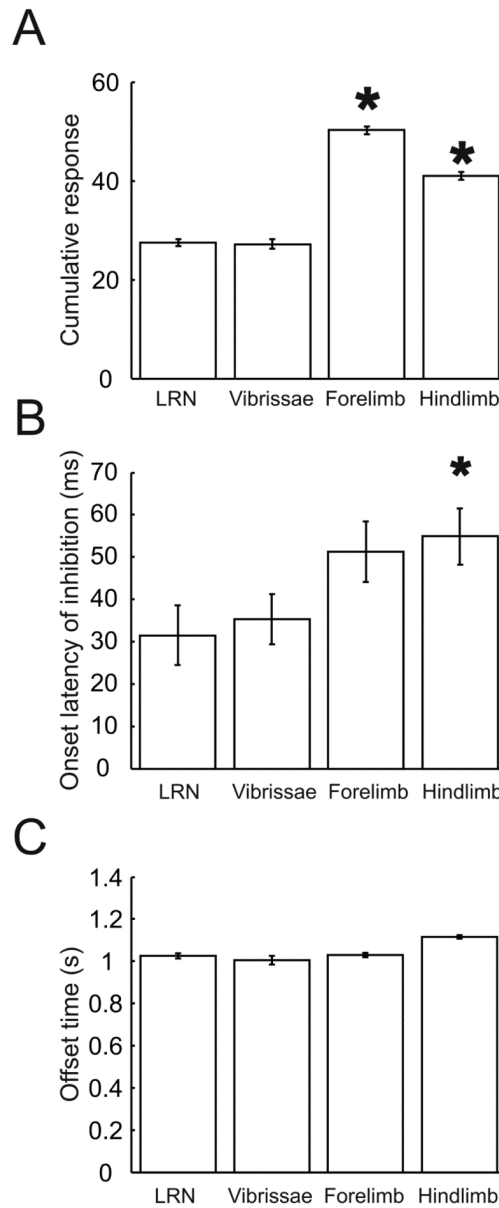 A
Cumulative response
60
40
20
0
*
*
LRN Vibrissae Forelimb Hindlimb
B
Onset latency of inhibition (ms)
70
60
50
40
30
20
10
0
*
LRN Vibrissae Forelimb Hindlimb
C
Offset time (s)
1.4
1.2
1
0.8
0.6
0.4
0.2
0
LRN Vibrissae Forelimb Hindlimb